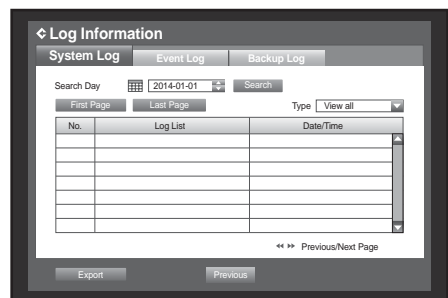 Log Information
System Log Event Log Backup Log
Search Day 2014-01-01 Search
First Page Last Page Type View all
No. Log List Date/Time
Previous/Next Page
Export Previous